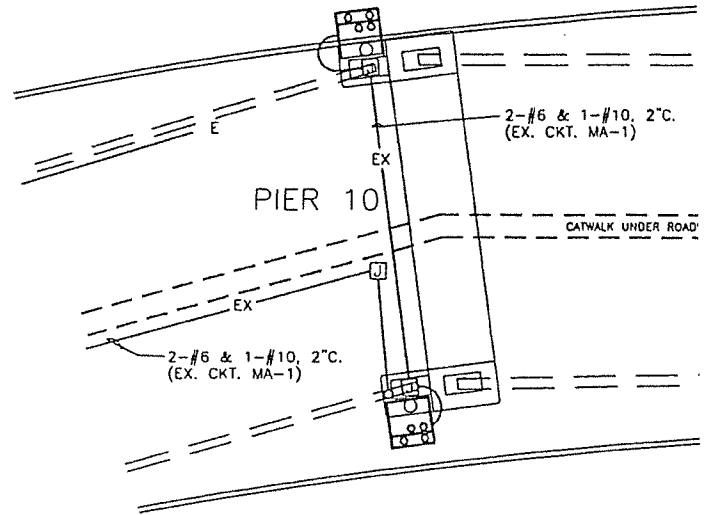 2-#6 & 1-#10, 2"C.
(EX. CKT. MA-1)
E
EX
PIER 10
CATWALK UNDER ROAD
J
EX
2-#6 & 1-#10, 2"C.
(EX. CKT. MA-1)